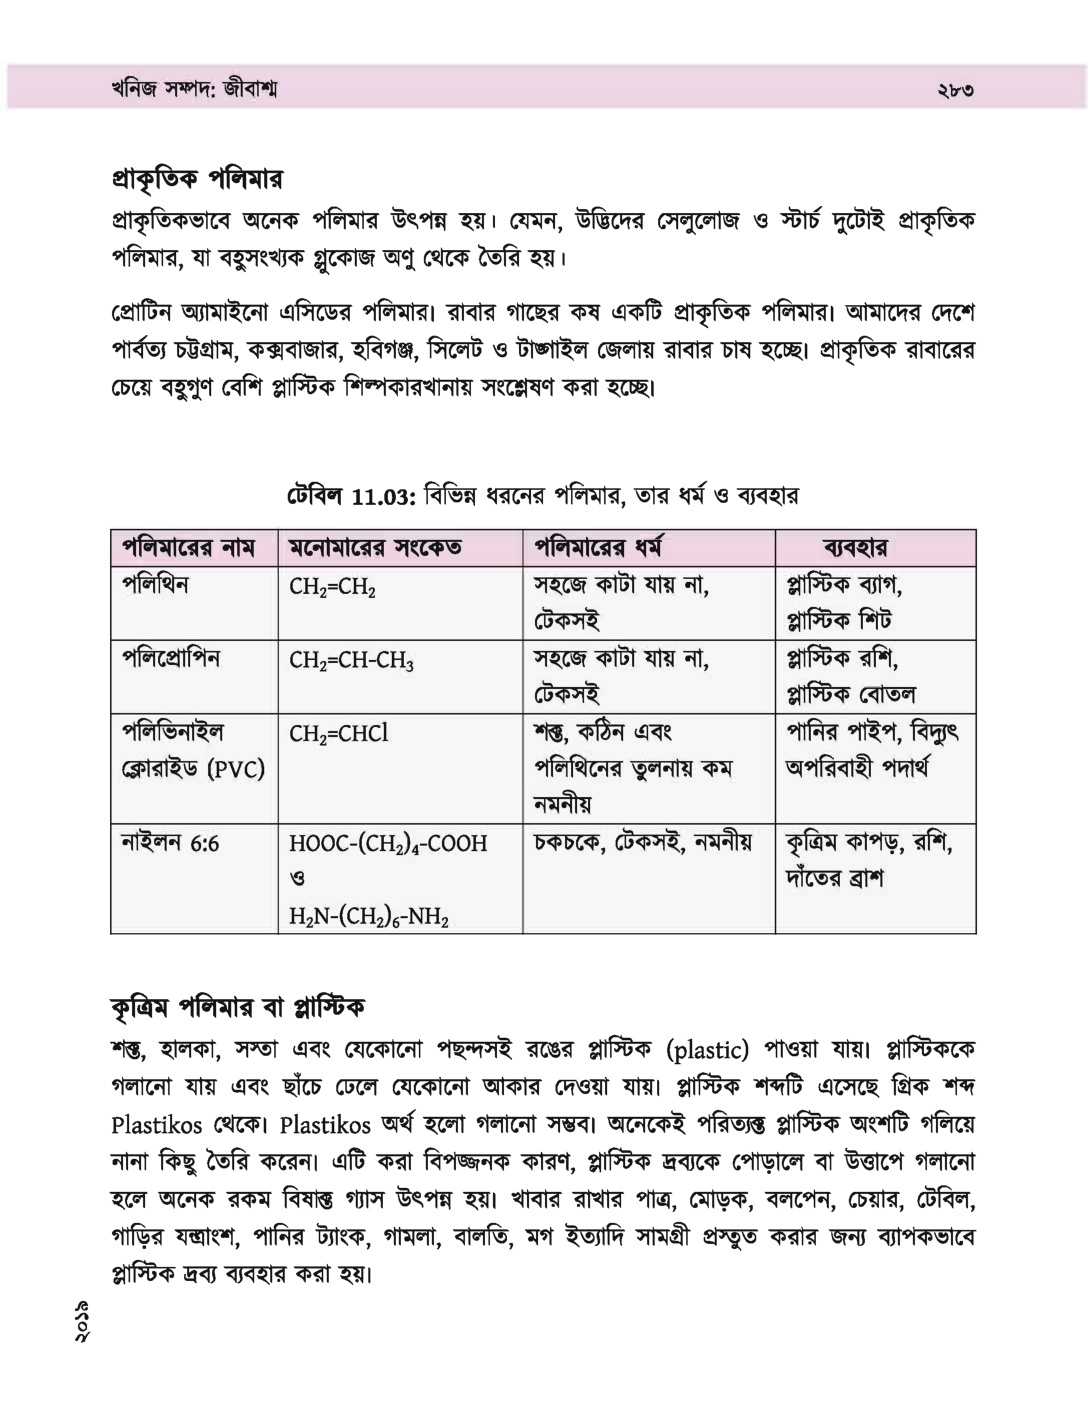 খনিজ সম্পদ: জীবাশ্ম ২৮৩
প্রাকৃতিক পলিমার
প্রাকৃতিকভাবে অনেক পলিমার উৎপন্ন হয়। যেমন, উদ্ভিদের সেলুলোজ ও স্টার্চ দুটোই প্রাকৃতিক
পলিমার, যা বহুসংখ্যক গ্লুকোজ অণু থেকে তৈরি হয়।
প্রোটিন অ্যামাইনো এসিডের পলিমার। রাবার গাছের কষ একটি প্রাকৃতিক পলিমার। আমাদের দেশে
পার্বত্য চট্টগ্রাম, কক্সবাজার, হবিগঞ্জ, সিলেট ও টাঙ্গাইল জেলায় রাবার চাষ হচ্ছে। প্রাকৃতিক রাবারের
চেয়ে বহুগুণ বেশি প্লাস্টিক শিল্পকারখানায় সংশ্লেষণ করা হচ্ছে।
টেবিল 11.03: বিভিন্ন ধরনের পলিমার, তার ধর্ম ও ব্যবহার
পলিমারের নাম মনোমারের সংকেত পলিমারের ধর্ম ব্যবহার
পলিথিন CH₂=CH₂ সহজে কাটা যায় না, প্লাস্টিক ব্যাগ,
টেকসই প্লাস্টিক শিট
পলিপ্রোপিন CH₂=CH-CH₃ সহজে কাটা যায় না, প্লাস্টিক রশি,
টেকসই প্লাস্টিক বোতল
পলিভিনাইল CH₂=CHCl শক্ত, কঠিন এবং পানির পাইপ, বিদ্যুৎ
ক্লোরাইড (PVC) পলিথিনের তুলনায় কম অপরিবাহী পদার্থ
নমনীয়
নাইলন 6:6 HOOC-(CH₂)₄-COOH চকচকে, টেকসই, নমনীয় কৃত্রিম কাপড়, রশি,
ও দাঁতের ব্রাশ
H₂N-(CH₂)₆-NH₂
কৃত্রিম পলিমার বা প্লাস্টিক
শক্ত, হালকা, সস্তা এবং যেকোনো পছন্দসই রঙের প্লাস্টিক (plastic) পাওয়া যায়। প্লাস্টিককে
গলানো যায় এবং ছাঁচে ঢেলে যেকোনো আকার দেওয়া যায়। প্লাস্টিক শব্দটি এসেছে গ্রিক শব্দ
Plastikos থেকে। Plastikos অর্থ হলো গলানো সম্ভব। অনেকেই পরিত্যক্ত প্লাস্টিক অংশটি গলিয়ে
নানা কিছু তৈরি করেন। এটি করা বিপজ্জনক কারণ, প্লাস্টিক দ্রব্যকে পোড়ালে বা উত্তাপে গলানো
হলে অনেক রকম বিষাক্ত গ্যাস উৎপন্ন হয়। খাবার রাখার পাত্র, মোড়ক, বলপেন, চেয়ার, টেবিল,
গাড়ির যন্ত্রাংশ, পানির ট্যাংক, গামলা, বালতি, মগ ইত্যাদি সামগ্রী প্রস্তুত করার জন্য ব্যাপকভাবে
প্লাস্টিক দ্রব্য ব্যবহার করা হয়।
২০১৯